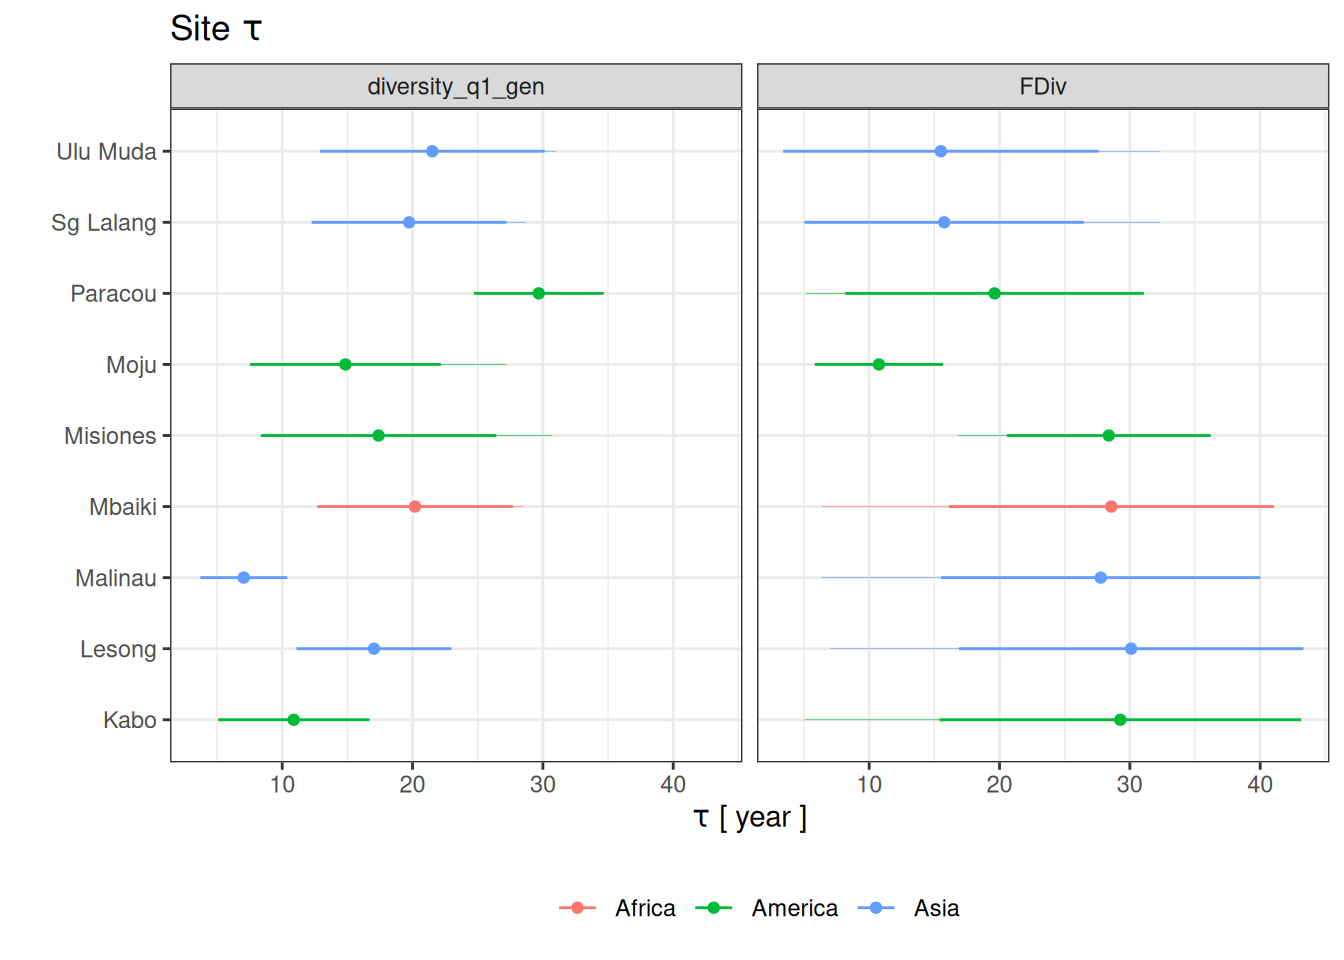 Site τ
diversity_q1_gen
FDiv
Ulu Muda
Sg Lalang
Paracou
Moju
Misiones
Mbaiki
Malinau
Lesong
Kabo
10 20 30 40
10 20 30 40
τ [ year ]
Africa America Asia